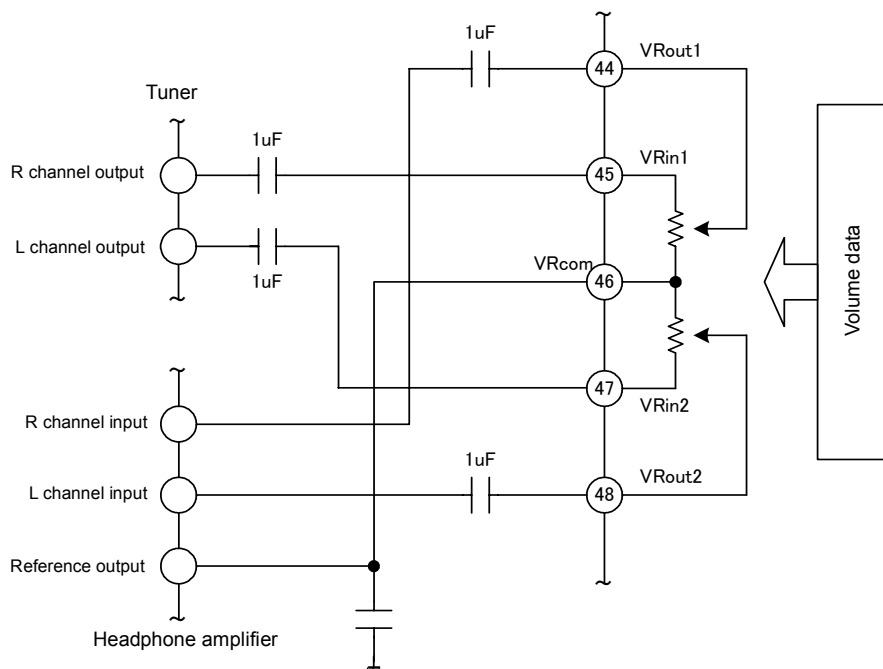 1uF
44
VRout1
Tuner
1uF
R channel output
45
VRin1
L channel output
1uF
VRcom
46
Volume data
47
VRin2
R channel input
1uF
L channel input
48
VRout2
Reference output
Headphone amplifier